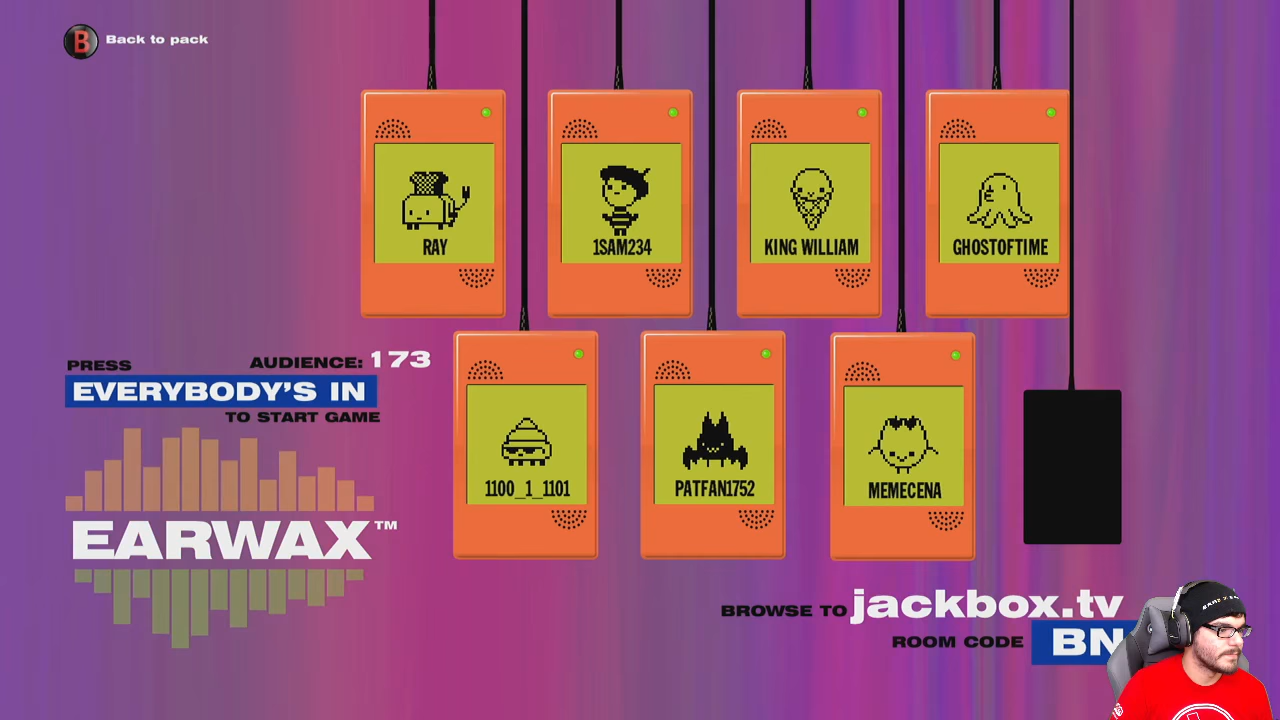 B Back to pack
RAY
1SAM234
KING WILLIAM
GHOSTOFTIME
PRESS
AUDIENCE: 173
EVERYBODY'S IN
TO START GAME
1100_1_1101
PATFAN1752
MEMECENA
EARWAX™
BROWSE TO jackbox.tv
ROOM CODE BN